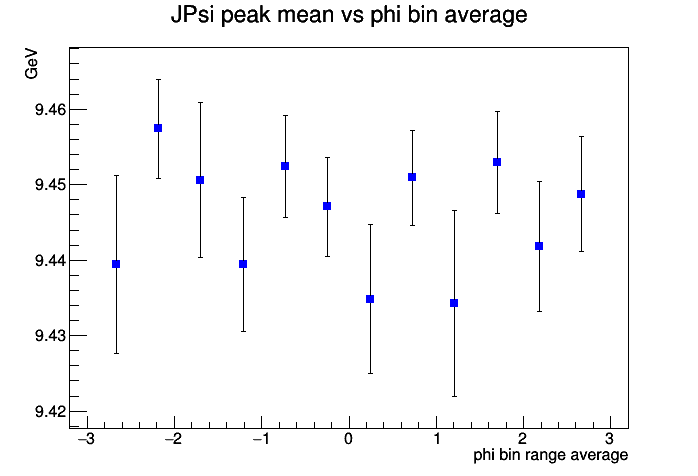 JPsi peak mean vs phi bin average
GeV
9.46
9.45
9.44
9.43
9.42
−3 −2 −1 0 1 2 3
phi bin range average